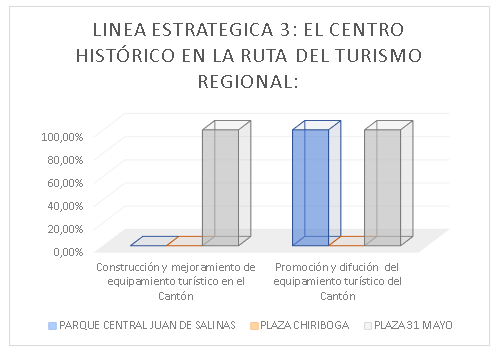 LINEA ESTRATEGICA 3: EL CENTRO
HISTÓRICO EN LA RUTA DEL TURISMO
REGIONAL:
100,00%
80,00%
60,00%
40,00%
20,00%
0,00%
Construcción y mejoramiento de
equipamiento turístico en el
Cantón
Promoción y difución del
equipamiento turístico del
Cantón
PARQUE CENTRAL JUAN DE SALINAS
PLAZA CHIRIBOGA
PLAZA 31 MAYO